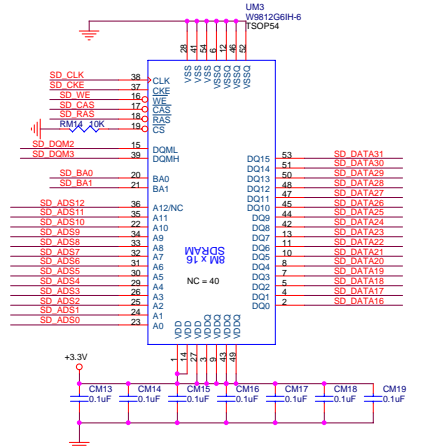 UM3
W9812G6IH-6
TSOP54
28 41 54 6 12 46 52
VSS VSS VSS VSSQ VSSQ VSSQ VSSQ
SD_CLK 38 CLK
SD_CKE 37 CKE
SD_WE 16 WE
SD_CAS 17 CAS
SD_RAS 18 RAS
RM14 10K 19 CS
SD_DQM2 15 DQML
SD_DQM3 39 DQMH
SD_BA0 20 BA0
SD_BA1 21 BA1
SD_ADS12 36 A12/NC
SD_ADS11 35 A11
SD_ADS10 22 A10
SD_ADS9 34 A9
SD_ADS8 33 A8
SD_ADS7 32 A7
SD_ADS6 31 A6
SD_ADS5 30 A5
SD_ADS4 29 A4
SD_ADS3 26 A3
SD_ADS2 25 A2
SD_ADS1 24 A1
SD_ADS0 23 A0
8M x 16
SDRAM
NC = 40
DQ15 53 SD_DATA31
DQ14 51 SD_DATA30
DQ13 50 SD_DATA29
DQ12 48 SD_DATA28
DQ11 47 SD_DATA27
DQ10 45 SD_DATA26
DQ9 44 SD_DATA25
DQ8 42 SD_DATA24
DQ7 13 SD_DATA23
DQ6 11 SD_DATA22
DQ5 10 SD_DATA21
DQ4 8 SD_DATA20
DQ3 7 SD_DATA19
DQ2 5 SD_DATA18
DQ1 4 SD_DATA17
DQ0 2 SD_DATA16
VDD VDD VDD VDDQ VDDQ VDDQ VDDQ
1 14 27 3 9 43 49
+3.3V
CM13 CM14 CM15 CM16 CM17 CM18 CM19
0.1uF 0.1uF 0.1uF 0.1uF 0.1uF 0.1uF 0.1uF